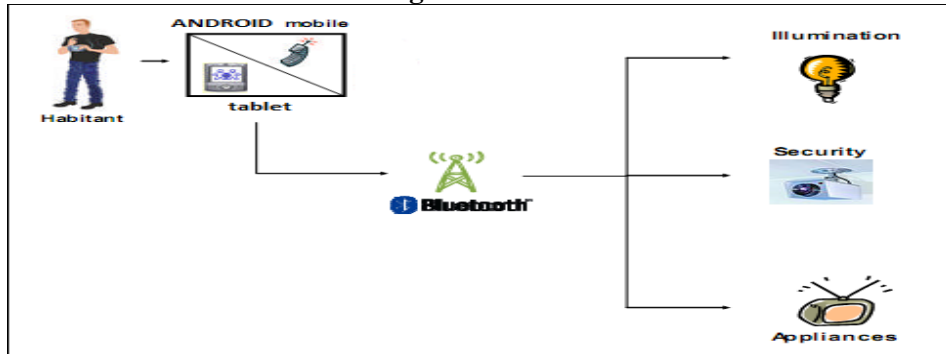 ANDROID mobile
tablet
Habitant
Bluetooth
Illumination
Security
Appliances